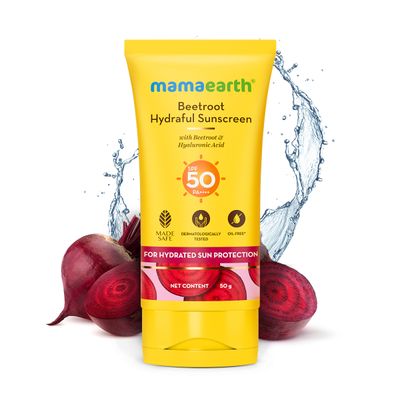 mamaearth®
Beetroot
Hydraful Sunscreen
with Beetroot &
Hyaluronic Acid
SPF
50
PA++++
MADE SAFE
DERMATOLOGICALLY TESTED
OIL-FREE*
FOR HYDRATED SUN PROTECTION
NET CONTENT 50 g